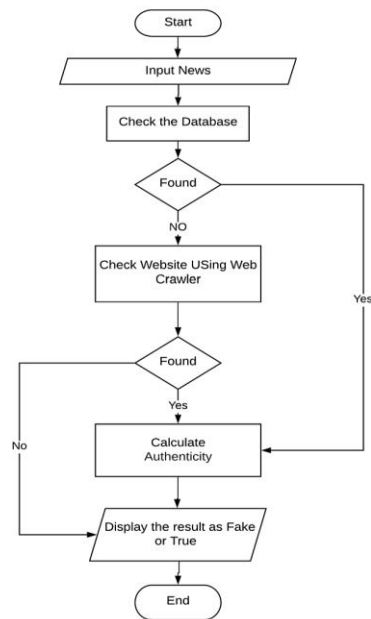 Start
Input News
Check the Database
Found
NO
Check Website USing Web
Crawler
Yes
Found
Yes
No
Calculate
Authenticity
Display the result as Fake
or True
End